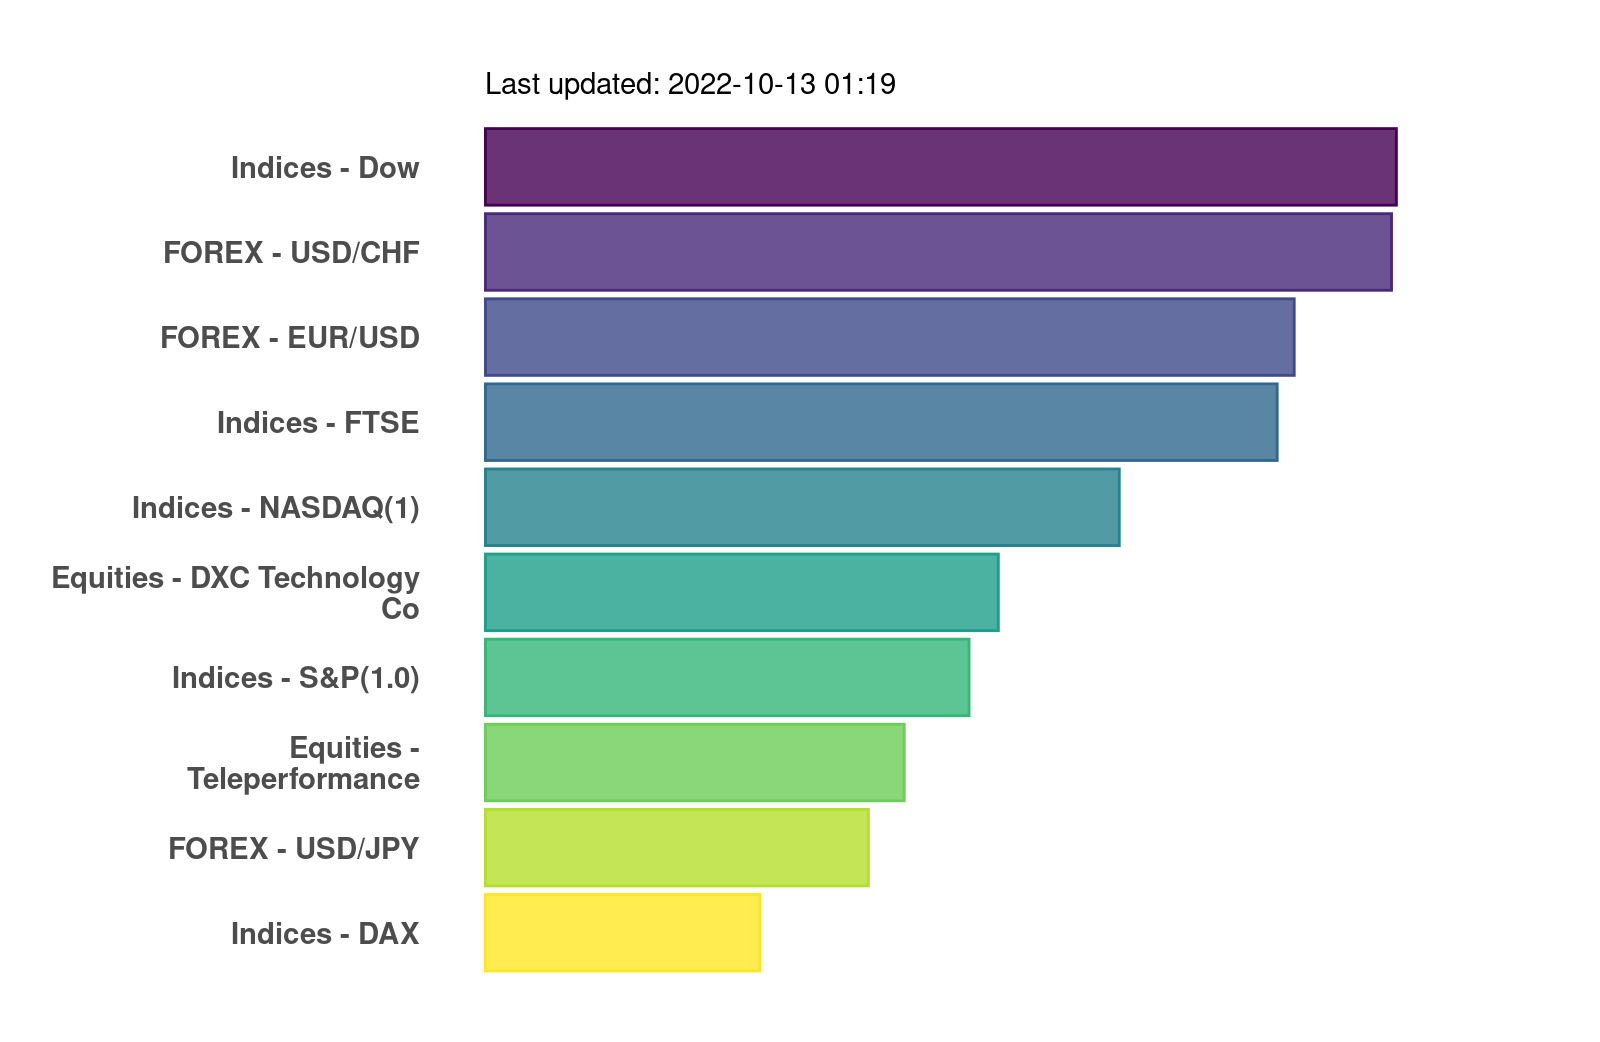 Last updated: 2022-10-13 01:19
Indices - Dow
FOREX - USD/CHF
FOREX - EUR/USD
Indices - FTSE
Indices - NASDAQ(1)
Equities - DXC Technology
Co
Indices - S&P(1.0)
Equities -
Teleperformance
FOREX - USD/JPY
Indices - DAX